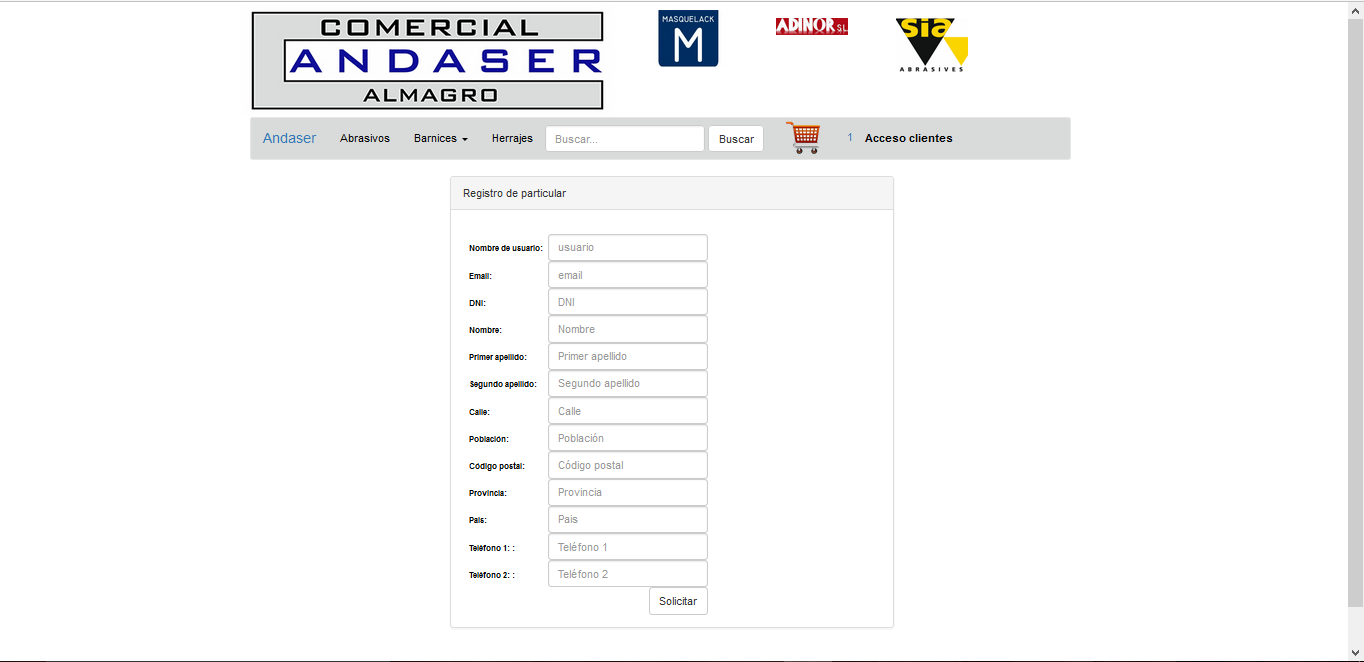 COMERCIAL
ANDASER
ALMAGRO
MASQUELACK
M
ADINOR SL
sia
ABRASIVES
Andaser Abrasivos Barnices Herrajes Buscar... Buscar 1 Acceso clientes
Registro de particular
Nombre de usuario: usuario
Email: email
DNI: DNI
Nombre: Nombre
Primer apellido: Primer apellido
Segundo apellido: Segundo apellido
Calle: Calle
Población: Población
Código postal: Código postal
Provincia: Provincia
Pais: Pais
Teléfono 1: : Teléfono 1
Teléfono 2: : Teléfono 2
Solicitar